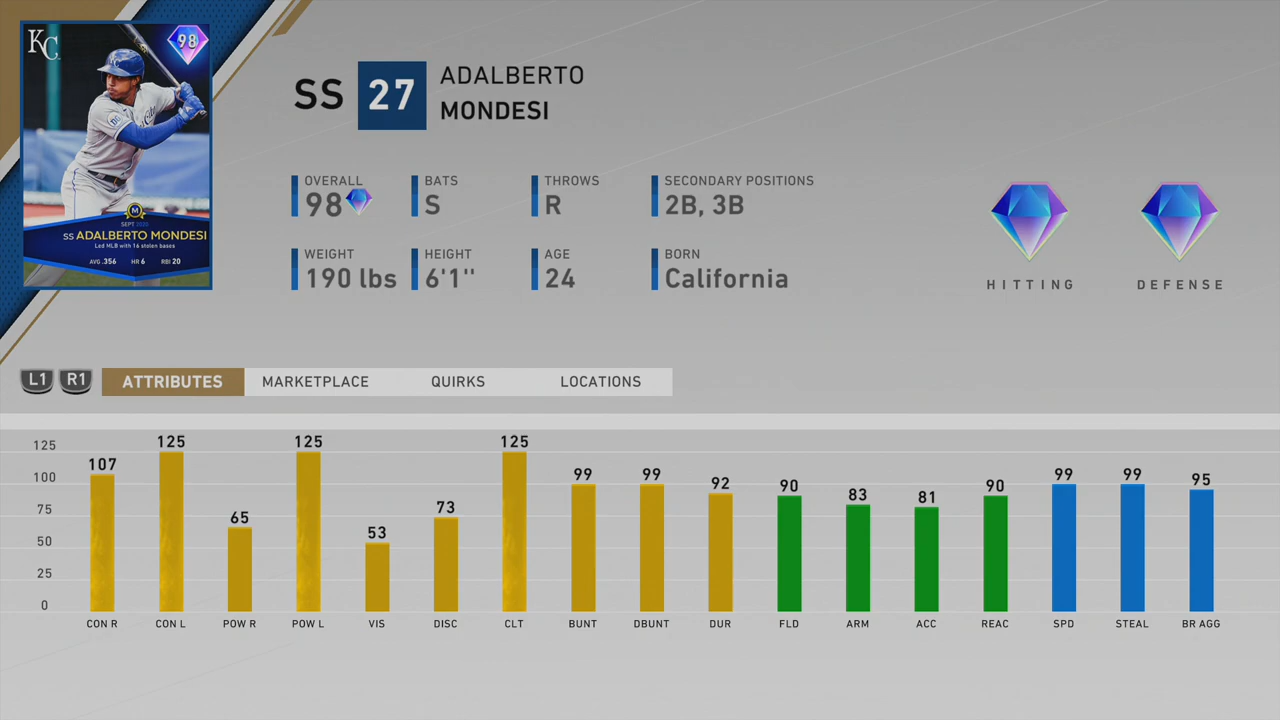 KC
98
M
SEPT 2020
SS ADALBERTO MONDESI
Led MLB with 16 stolen bases
AVG .356 HR 6 RBI 20
SS 27 ADALBERTO
MONDESI
OVERALL BATS THROWS SECONDARY POSITIONS
98 S R 2B, 3B
WEIGHT HEIGHT AGE BORN
190 lbs 6'1" 24 California
HITTING DEFENSE
L1 R1 ATTRIBUTES MARKETPLACE QUIRKS LOCATIONS
125
100
75
50
25
0
107 125 65 125 53 73 125 99 99 92 90 83 81 90 99 99 95
CON R CON L POW R POW L VIS DISC CLT BUNT DBUNT DUR FLD ARM ACC REAC SPD STEAL BR AGG